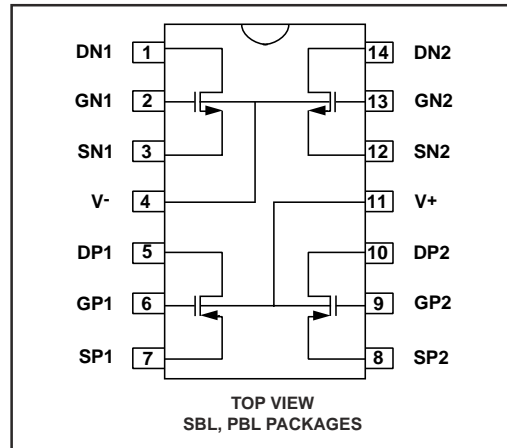 DN1 1 14 DN2
GN1 2 13 GN2
SN1 3 12 SN2
V- 4 11 V+
DP1 5 10 DP2
GP1 6 9 GP2
SP1 7 8 SP2
TOP VIEW
SBL, PBL PACKAGES